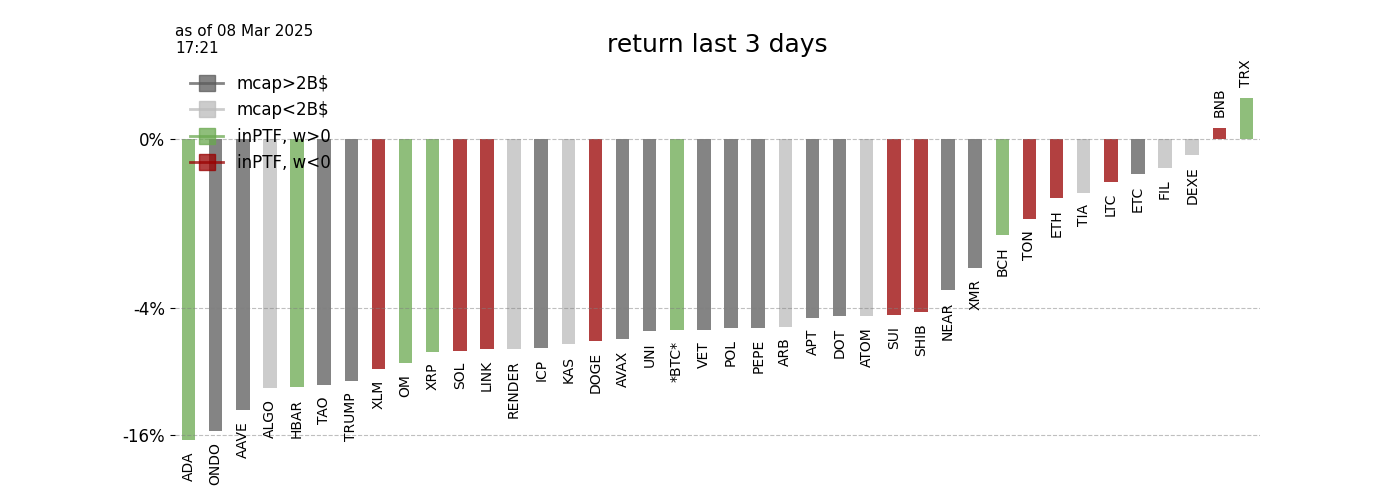 as of 08 Mar 2025
17:21
return last 3 days
mcap>2B$
mcap<2B$
inPTF, w>0
inPTF, w<0
0%
-4%
-16%
ADA
ONDO
AAVE
ALGO
HBAR
TAO
TRUMP
XLM
OM
XRP
SOL
LINK
RENDER
ICP
KAS
DOGE
AVAX
UNI
*BTC*
VET
POL
PEPE
ARB
APT
DOT
ATOM
SUI
SHIB
NEAR
XMR
BCH
TON
ETH
TIA
LTC
ETC
FIL
DEXE
BNB
TRX